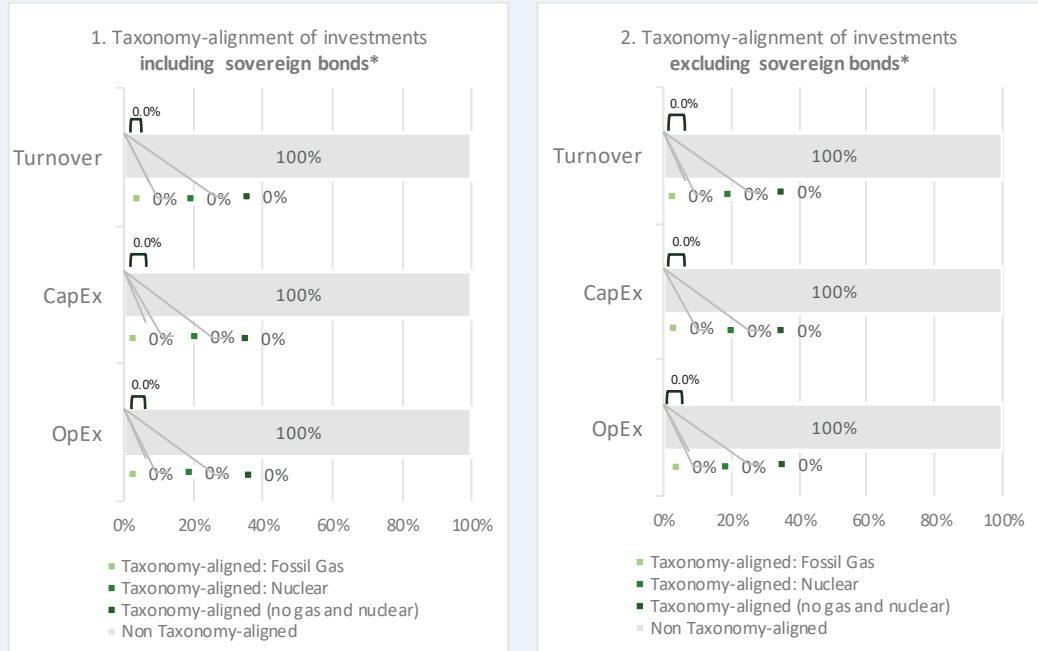 1. Taxonomy-alignment of investments
including sovereign bonds*
0.0%
Turnover
100%
0% 0% 0%
0.0%
CapEx
100%
0% 0% 0%
0.0%
OpEx
100%
0% 0% 0%
0% 20% 40% 60% 80% 100%
Taxonomy-aligned: Fossil Gas
Taxonomy-aligned: Nuclear
Taxonomy-aligned (no gas and nuclear)
Non Taxonomy-aligned
2. Taxonomy-alignment of investments
excluding sovereign bonds*
0.0%
Turnover
100%
0% 0% 0%
0.0%
CapEx
100%
0% 0% 0%
0.0%
OpEx
100%
0% 0% 0%
0% 20% 40% 60% 80% 100%
Taxonomy-aligned: Fossil Gas
Taxonomy-aligned: Nuclear
Taxonomy-aligned (no gas and nuclear)
Non Taxonomy-aligned